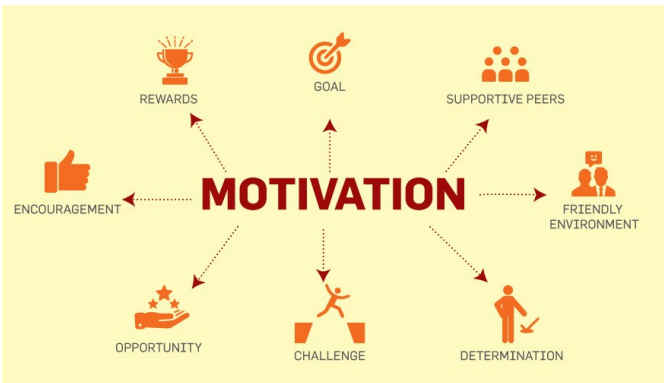 REWARDS
GOAL
SUPPORTIVE PEERS
ENCOURAGEMENT
MOTIVATION
FRIENDLY
ENVIRONMENT
OPPORTUNITY
CHALLENGE
DETERMINATION